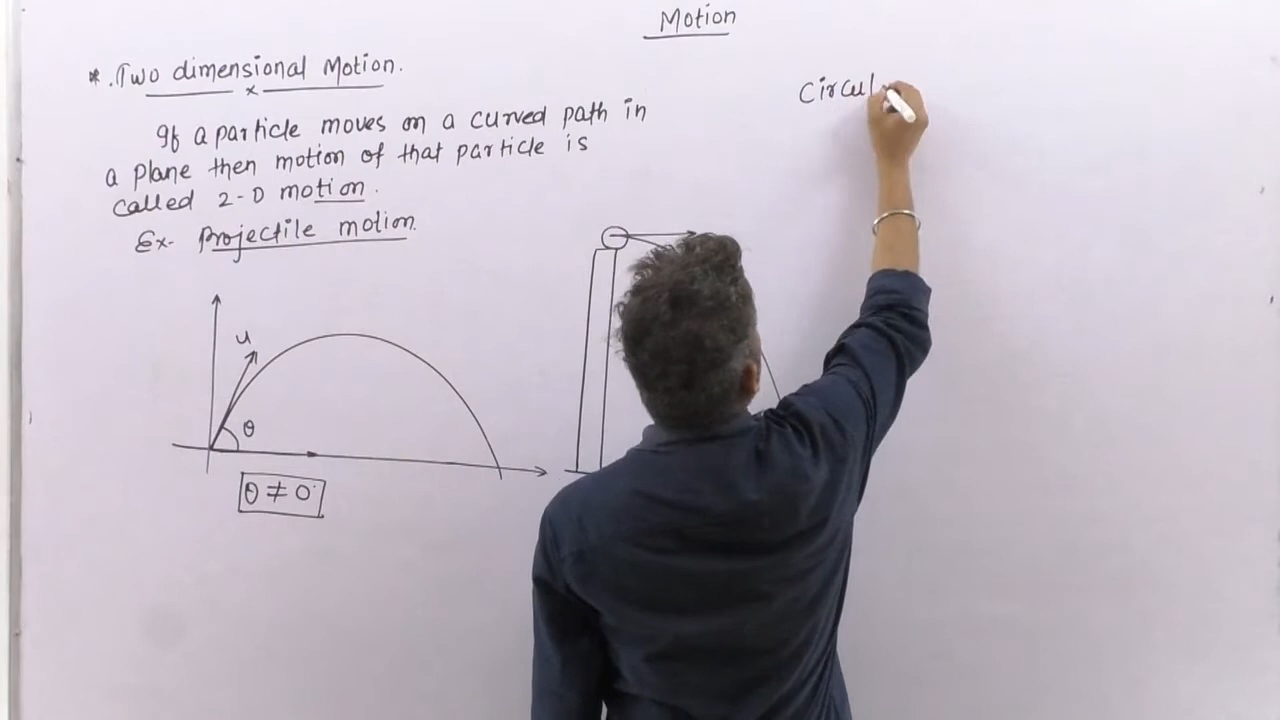 Motion
*. Two dimensional Motion.
If a particle moves on a curved path in
a plane then motion of that particle is
called 2-D motion.
Ex- Projectile motion.
u
θ
θ ≠ 0°
Circul